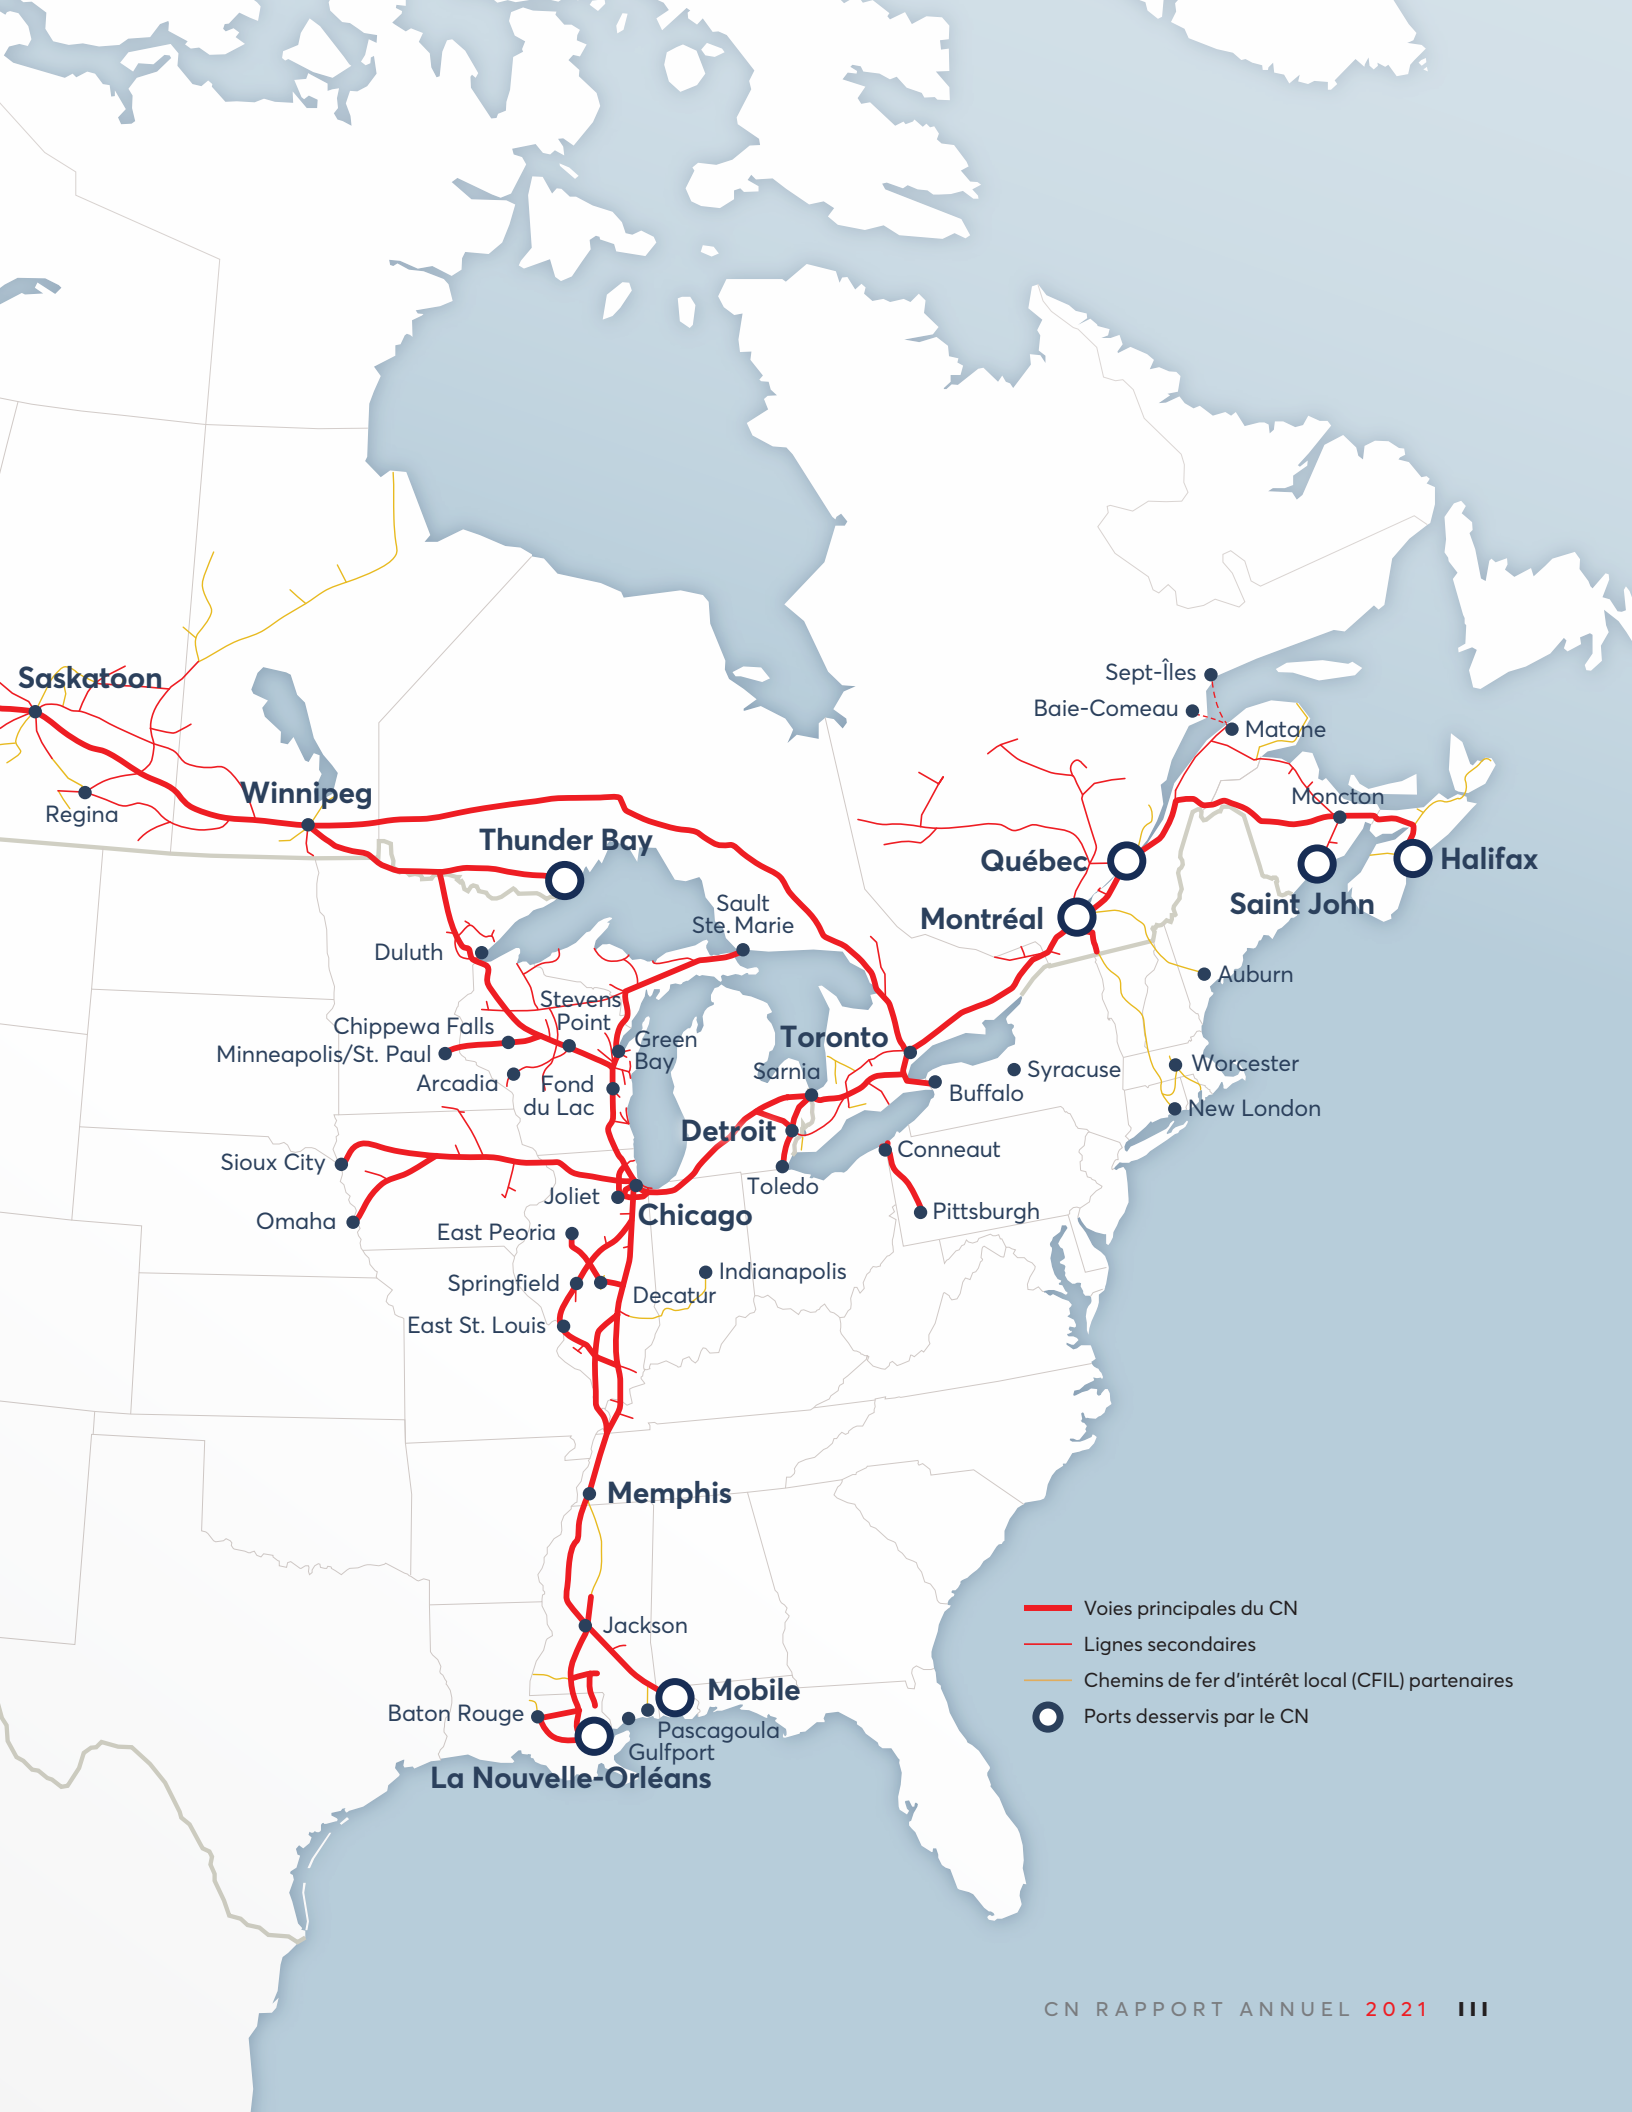 Saskatoon
Regina
Winnipeg
Thunder Bay
Sault
Ste. Marie
Duluth
Stevens
Point
Chippewa Falls
Minneapolis/St. Paul
Arcadia
Green
Bay
Fond
du Lac
Sept-Îles
Baie-Comeau
Matane
Moncton
Québec
Halifax
Saint John
Montréal
Auburn
Toronto
Sarnia
Syracuse
Worcester
Buffalo
New London
Detroit
Conneaut
Toledo
Pittsburgh
Sioux City
Omaha
Joliet
Chicago
East Peoria
Indianapolis
Springfield
Decatur
East St. Louis
Memphis
Jackson
Mobile
Baton Rouge
Pascagoula
Gulfport
La Nouvelle-Orléans
Voies principales du CN
Lignes secondaires
Chemins de fer d'intérêt local (CFIL) partenaires
Ports desservis par le CN
CN RAPPORT ANNUEL 2021 III